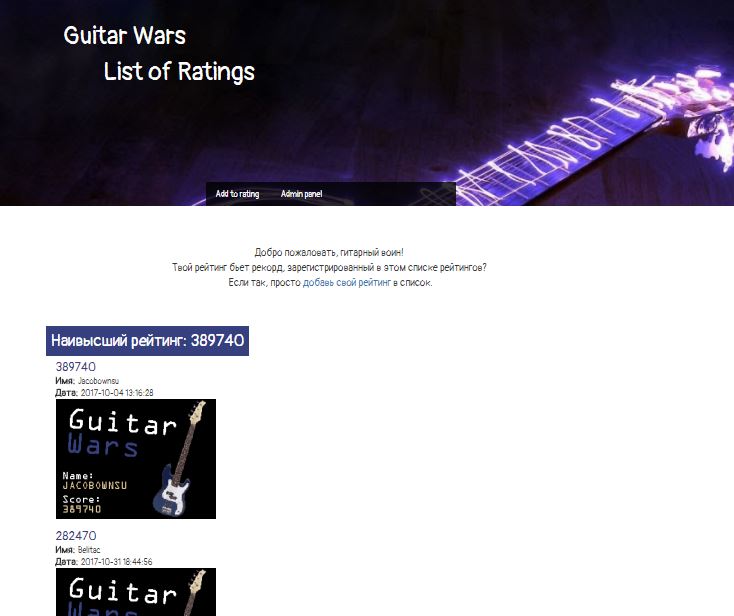 Guitar Wars
List of Ratings
Add to rating Admin panel
Добро пожаловать, гитарный воин!
Твой рейтинг бьет рекорд, зарегистрированный в этом списке рейтингов?
Если так, просто добавь свой рейтинг в список.
Наивысший рейтинг: 389740
389740
Имя: Jacobownsu
Дата: 2017-10-04 13:16:28
Guitar
Wars
Name:
JACOBOWNSU
Score:
389740
282470
Имя: Belitac
Дата: 2017-10-31 18:44:56
Guitar
Wars